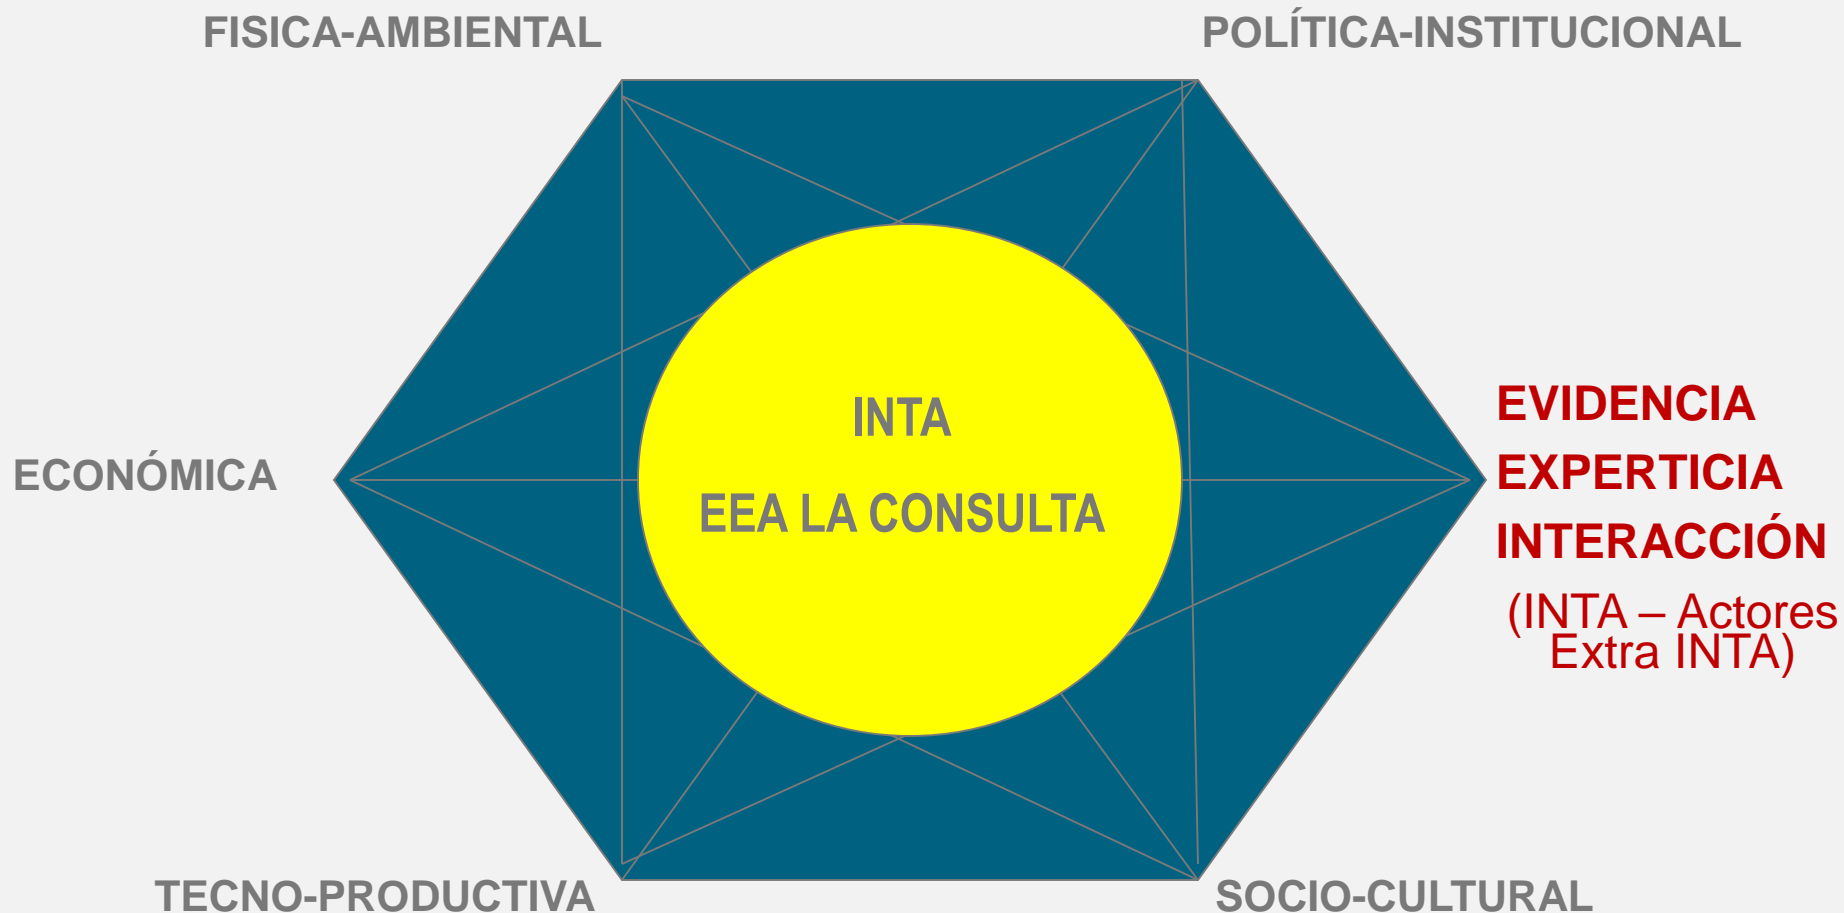 FISICA-AMBIENTAL
POLÍTICA-INSTITUCIONAL
INTA
EEA LA CONSULTA
ECONÓMICA
EVIDENCIA
EXPERTICIA
INTERACCIÓN
(INTA – Actores
Extra INTA)
TECNO-PRODUCTIVA
SOCIO-CULTURAL